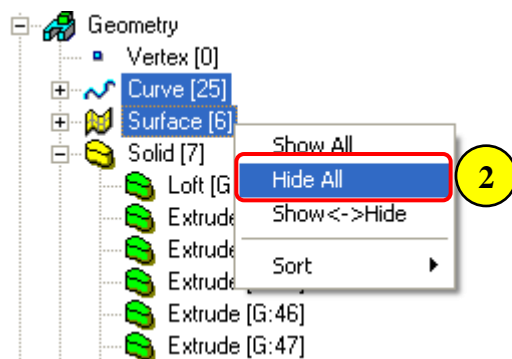 Geometry
Vertex [0]
Curve [25]
Surface [6]
Show All
Solid [7]
Hide All
2
Loft [G
Show<->Hide
Extrude
Extrude
Sort
Extrude
Extrude [G:46]
Extrude [G:47]